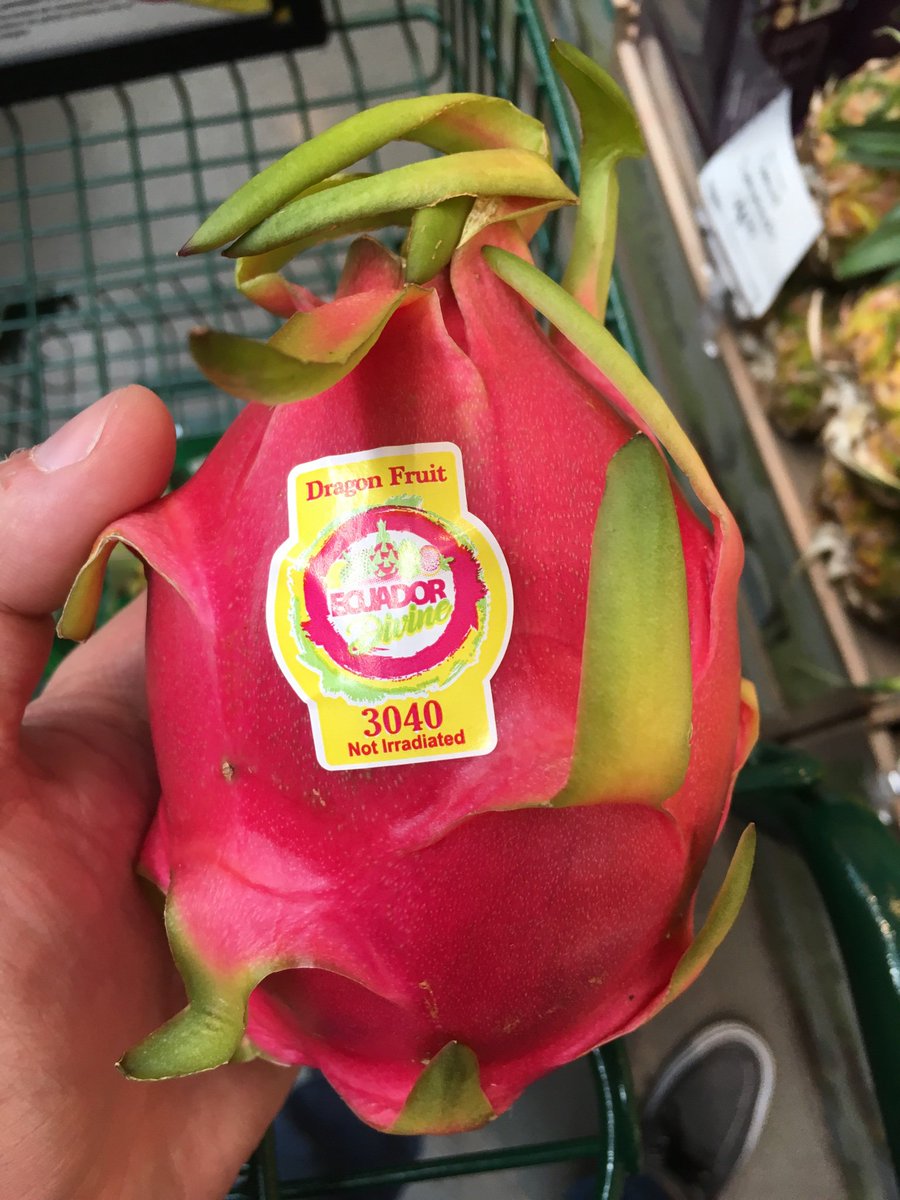 Dragon Fruit
ECUADOR
Divine
3040
Not Irradiated